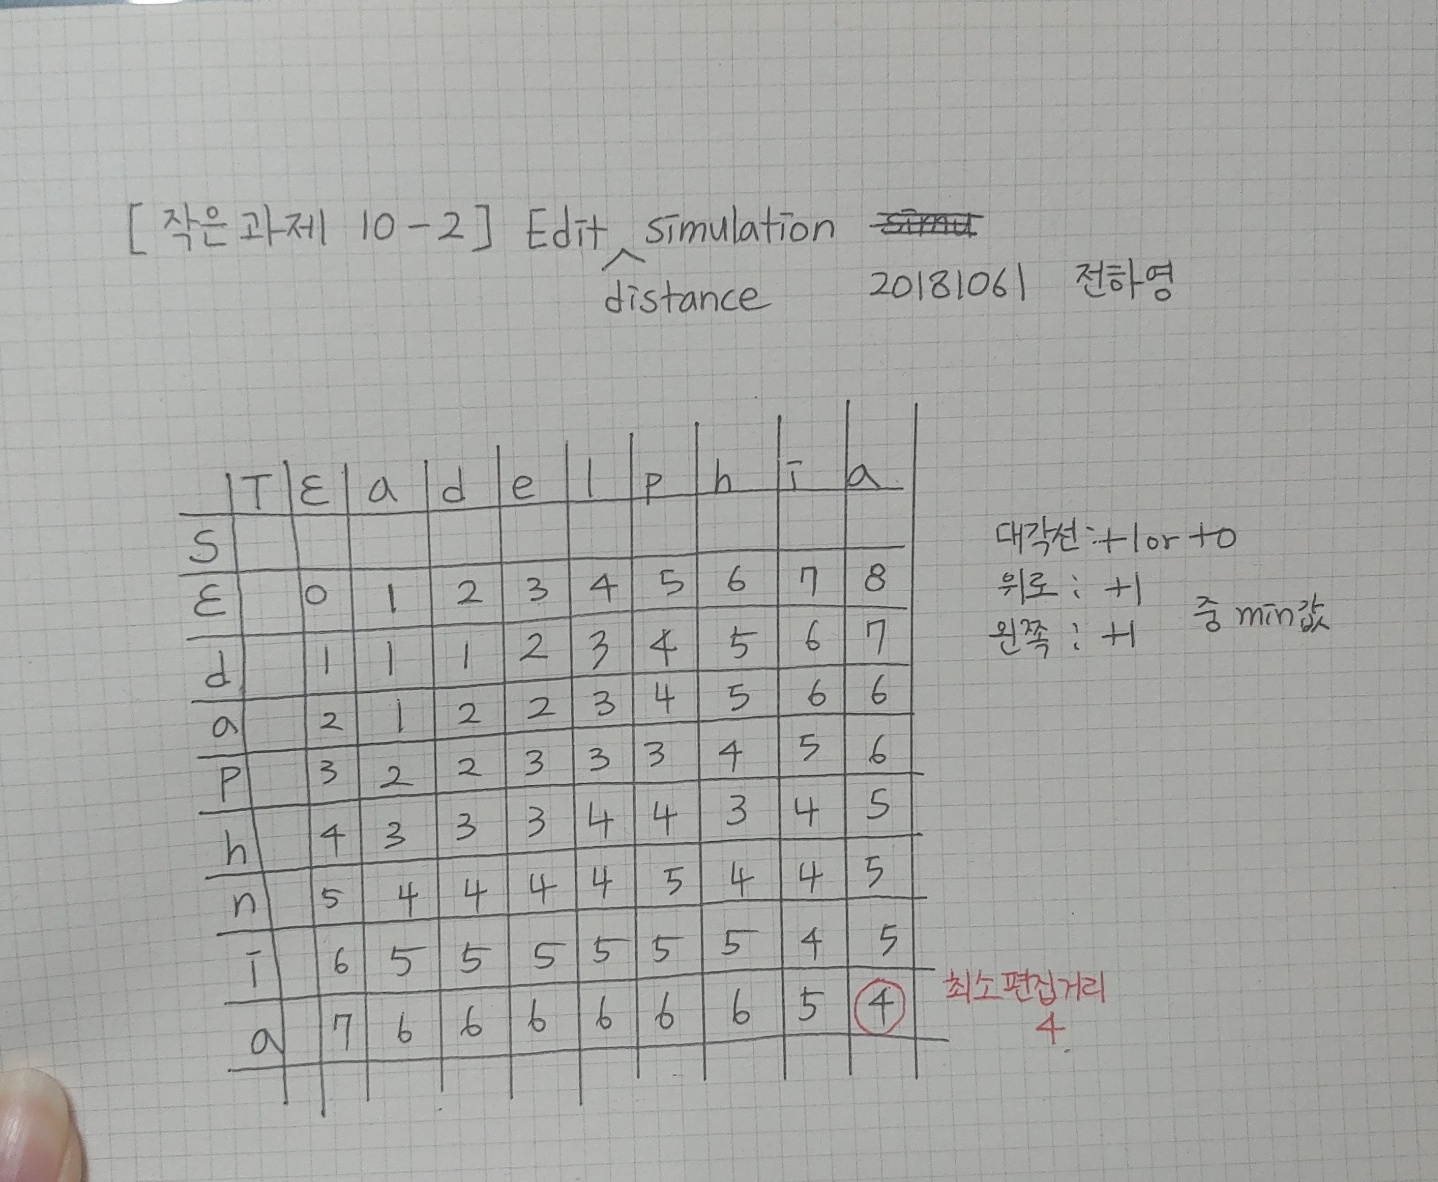 [작은과제 10-2] Edit simulation
distance 20181061 전하영
T ε a d e l p h i a
S
ε 0 1 2 3 4 5 6 7 8
d 1 1 1 2 3 4 5 6 7
a 2 1 2 2 3 4 5 6 6
p 3 2 2 3 3 3 4 5 6
h 4 3 3 3 4 4 3 4 5
n 5 4 4 4 4 5 4 4 5
i 6 5 5 5 5 5 5 4 5
a 7 6 6 6 6 6 6 5 4
대각선:+1or +0
위로: +1
왼쪽: +1
중 min값
최소편집거리
4